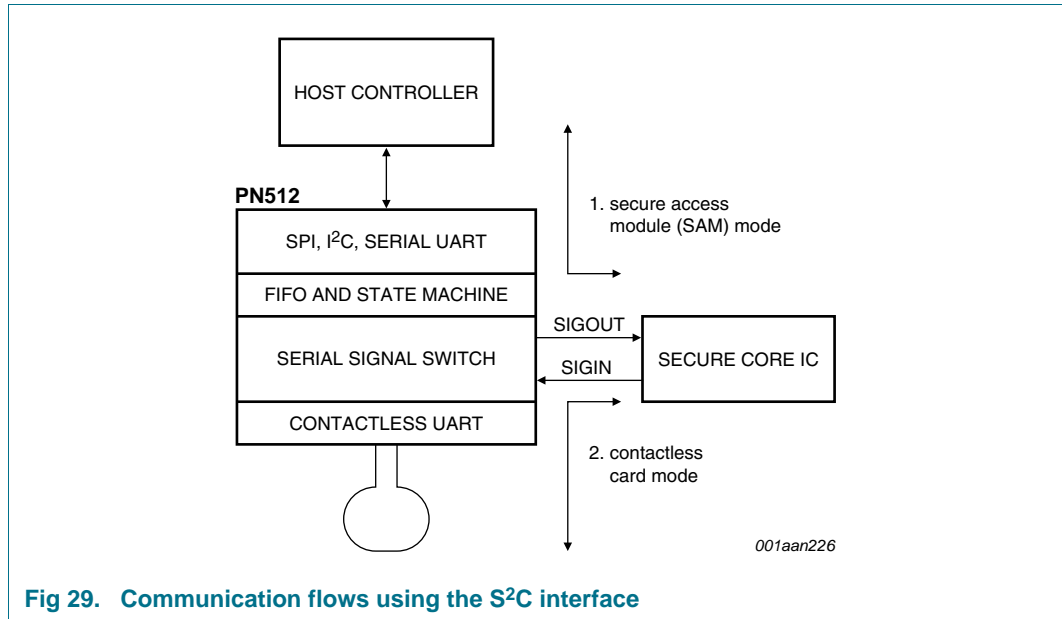 HOST CONTROLLER
PN512
SPI, I²C, SERIAL UART
FIFO AND STATE MACHINE
SERIAL SIGNAL SWITCH
CONTACTLESS UART
SIGOUT
SIGIN
SECURE CORE IC
1. secure access
module (SAM) mode
2. contactless
card mode
001aan226
Fig 29. Communication flows using the S²C interface